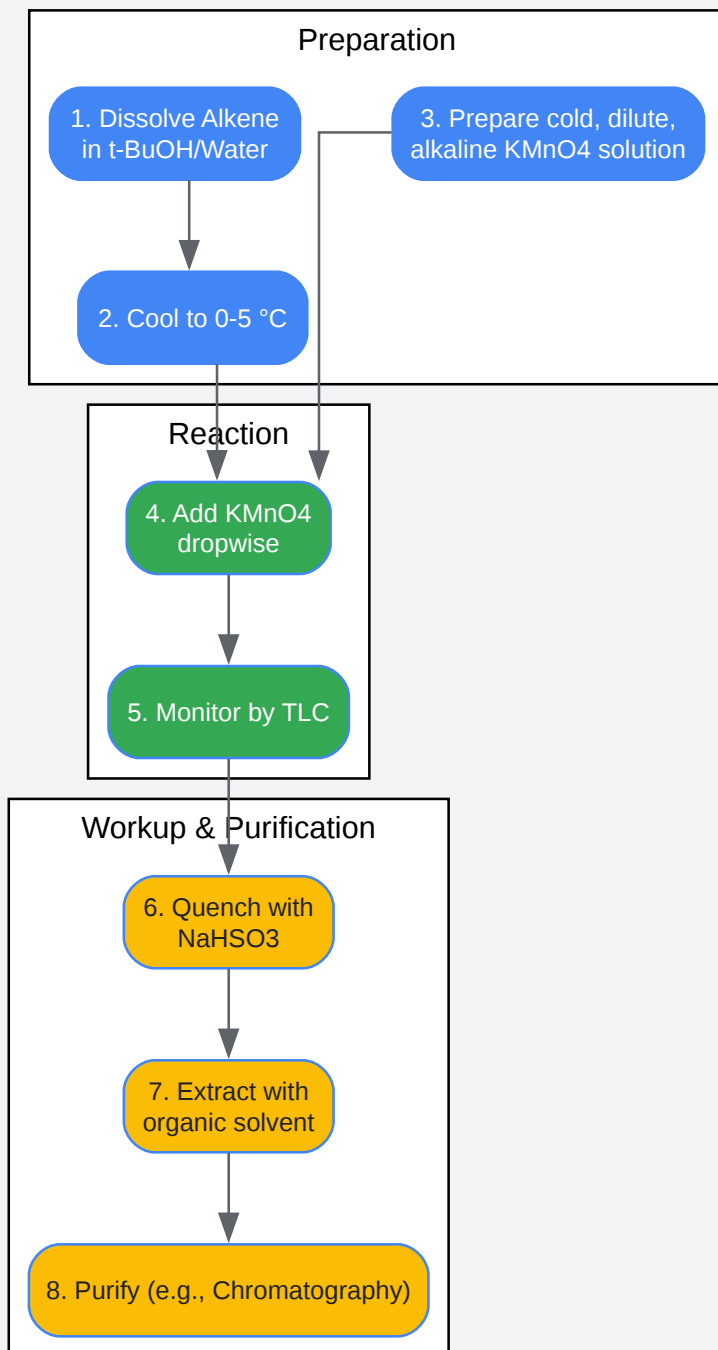 Preparation
1. Dissolve Alkene
in t-BuOH/Water
3. Prepare cold, dilute,
alkaline KMnO4 solution
2. Cool to 0-5 °C
Reaction
4. Add KMnO4
dropwise
5. Monitor by TLC
Workup & Purification
6. Quench with
NaHSO3
7. Extract with
organic solvent
8. Purify (e.g., Chromatography)